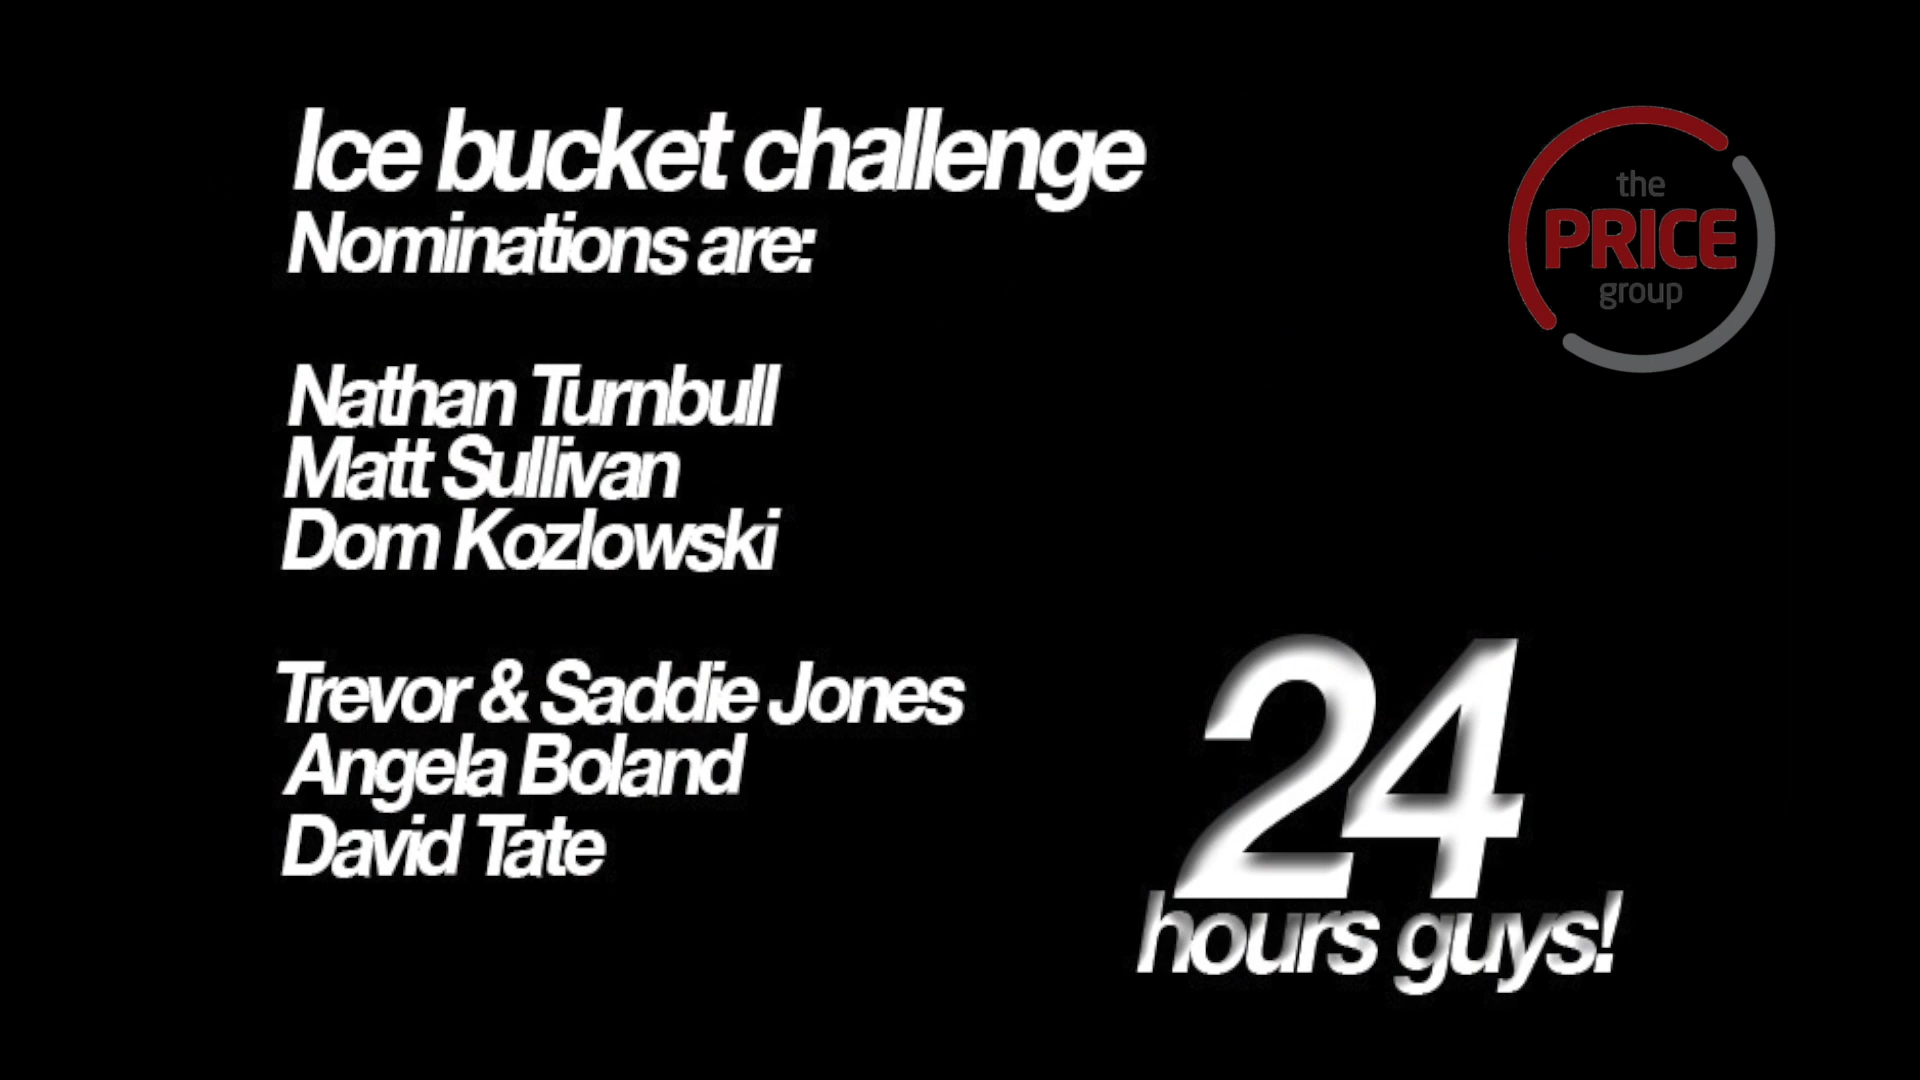 Ice bucket challenge
Nominations are:
the
PRICE
group
Nathan Turnbull
Matt Sullivan
Dom Kozlowski
Trevor & Saddie Jones
Angela Boland
David Tate
24
hours guys!